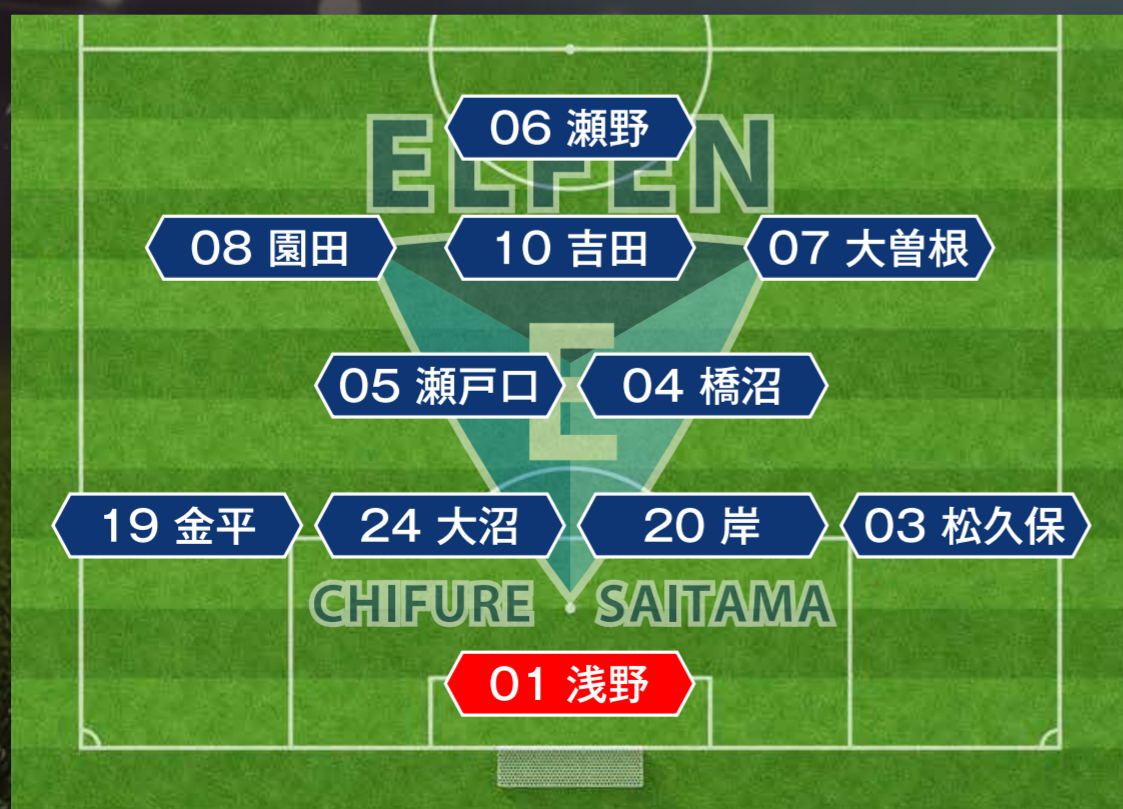 ELFEN
06 瀬野
08 園田
10 吉田
07 大曽根
E
05 瀬戸口
04 橋沼
19 金平
24 大沼
20 岸
03 松久保
CHIFURE SAITAMA
01 浅野